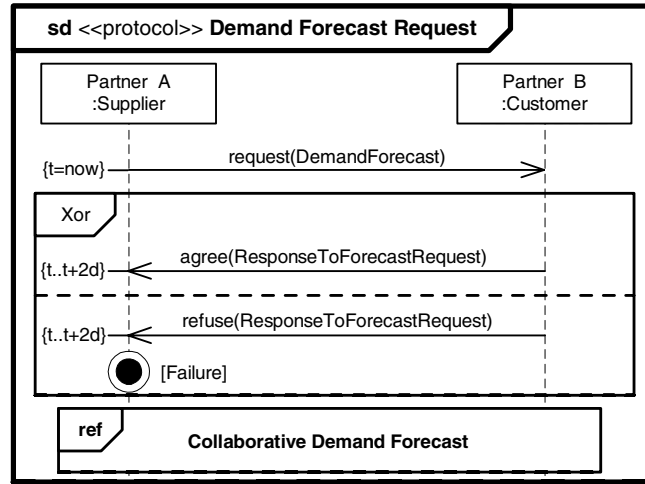 sd <<protocol>> Demand Forecast Request
Partner A
:Supplier
Partner B
:Customer
{t=now}
request(DemandForecast)
Xor
{t..t+2d}
agree(ResponseToForecastRequest)
{t..t+2d}
refuse(ResponseToForecastRequest)
[Failure]
ref
Collaborative Demand Forecast